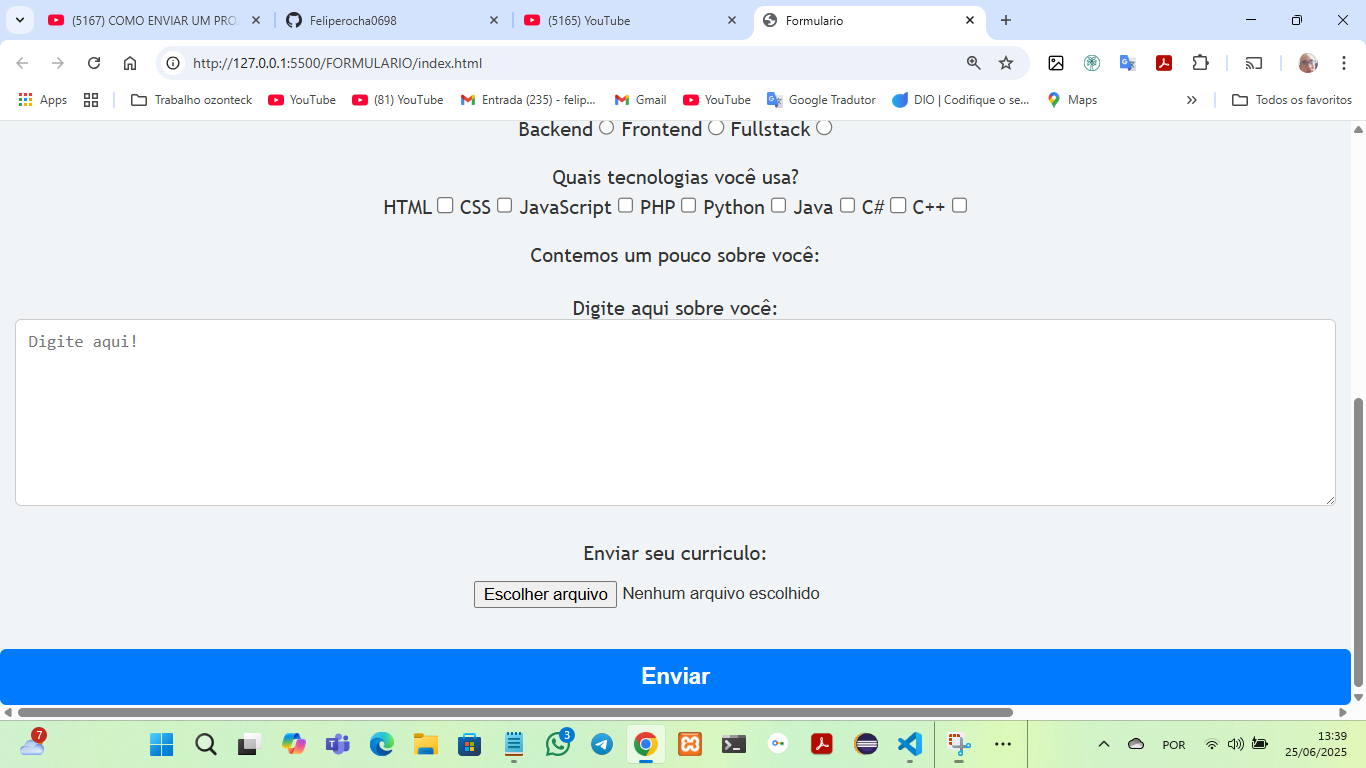 (5167) COMO ENVIAR UM PRO
Feliperocha0698
(5165) YouTube
Formulario
http://127.0.0.1:5500/FORMULARIO/index.html
Apps
Trabalho ozonteck
YouTube
(81) YouTube
Entrada (235) - felip...
Gmail
YouTube
Google Tradutor
DIO | Codifique o se...
Maps
Todos os favoritos
Backend Frontend Fullstack
Quais tecnologias você usa?
HTML CSS JavaScript PHP Python Java C# C++
Contemos um pouco sobre você:
Digite aqui sobre você:
Digite aqui!
Enviar seu curriculo:
Escolher arquivo Nenhum arquivo escolhido
Enviar
7
3
POR
13:39
25/06/2025